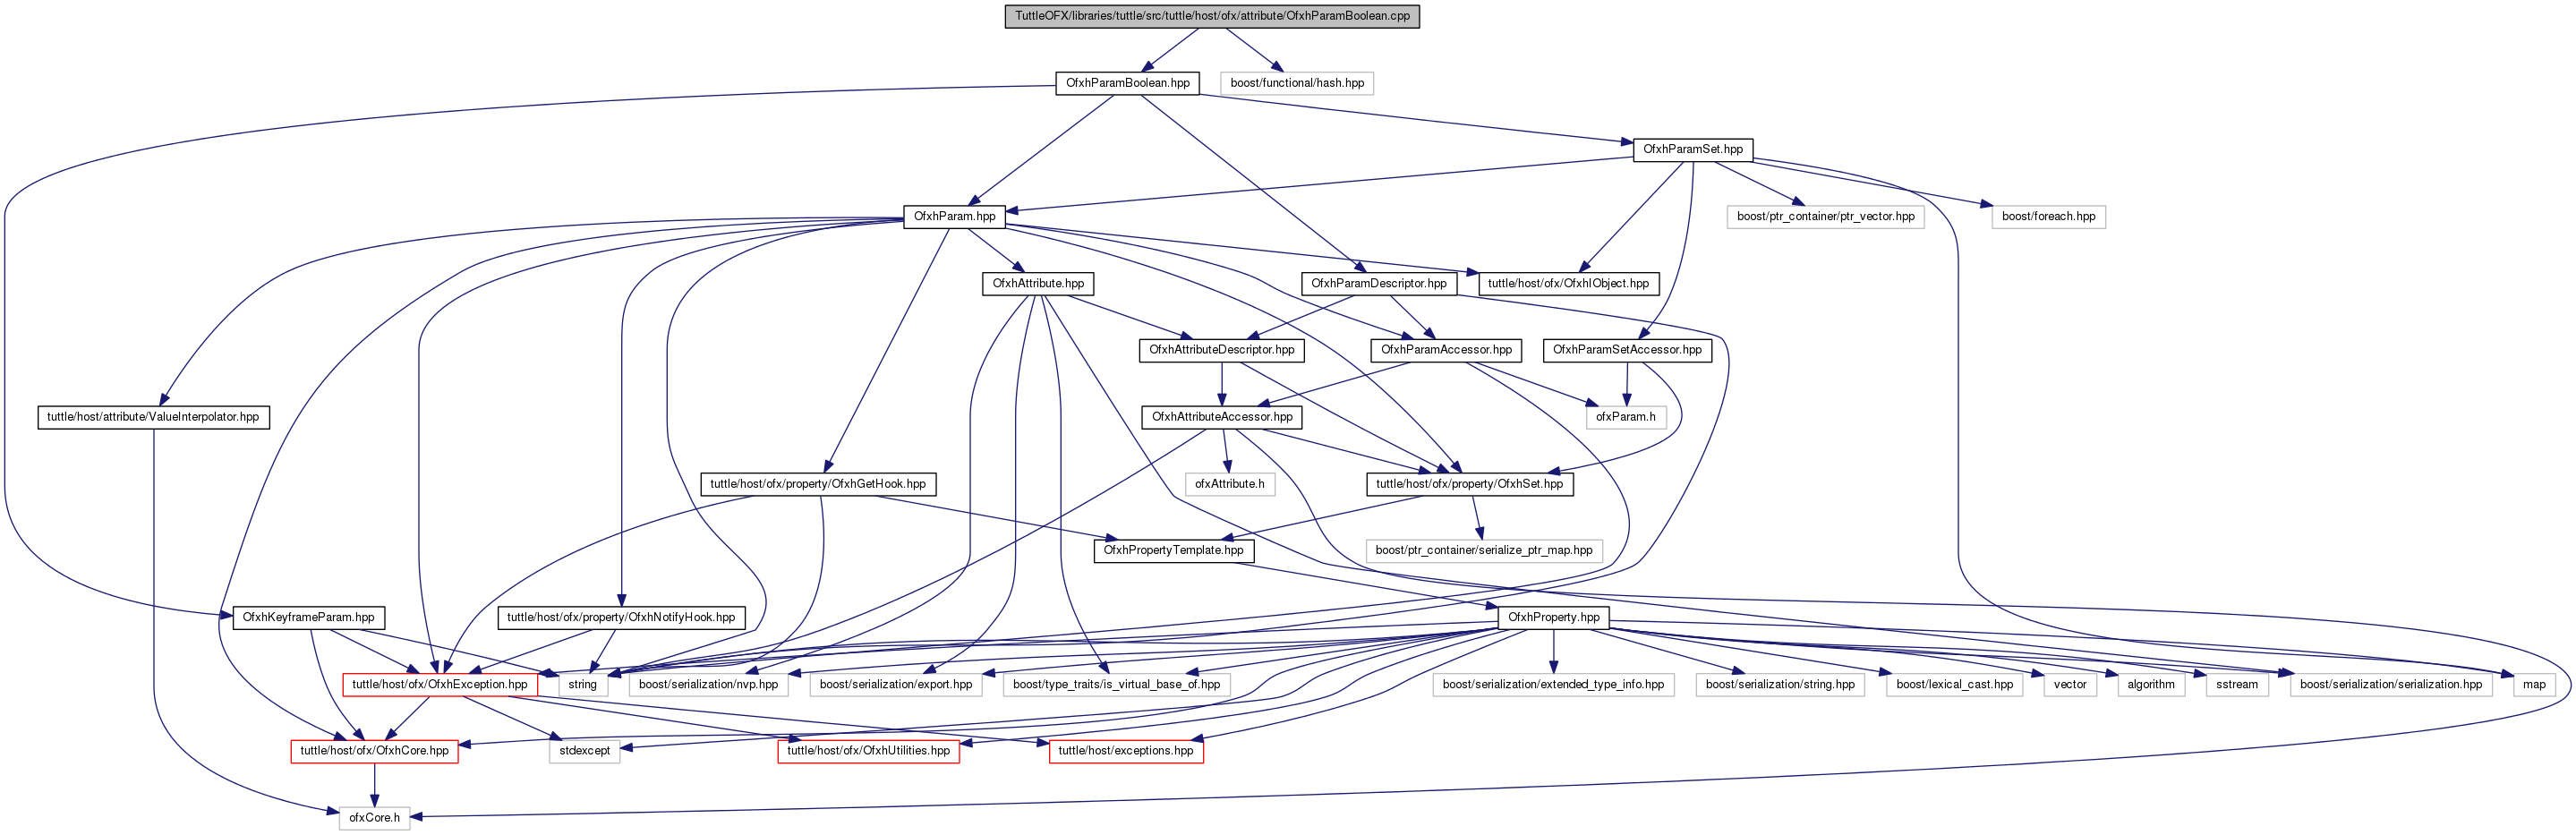 TuttleOFX/libraries/tuttle/src/tuttle/host/ofx/attribute/OfxhParamBoolean.cpp
OfxhParamBoolean.hpp
boost/functional/hash.hpp
OfxhParamSet.hpp
OfxhParam.hpp
boost/ptr_container/ptr_vector.hpp
boost/foreach.hpp
OfxhAttribute.hpp
OfxhParamDescriptor.hpp
tuttle/host/ofx/OfxhIObject.hpp
OfxhAttributeDescriptor.hpp
OfxhParamAccessor.hpp
OfxhParamSetAccessor.hpp
tuttle/host/attribute/ValueInterpolator.hpp
OfxhAttributeAccessor.hpp
ofxParam.h
tuttle/host/ofx/property/OfxhGetHook.hpp
ofxAttribute.h
tuttle/host/ofx/property/OfxhSet.hpp
OfxhPropertyTemplate.hpp
boost/ptr_container/serialize_ptr_map.hpp
OfxhKeyframeParam.hpp
tuttle/host/ofx/property/OfxhNotifyHook.hpp
OfxhProperty.hpp
tuttle/host/ofx/OfxhException.hpp
string
boost/serialization/nvp.hpp
boost/serialization/export.hpp
boost/type_traits/is_virtual_base_of.hpp
boost/serialization/extended_type_info.hpp
boost/serialization/string.hpp
boost/lexical_cast.hpp
vector
algorithm
sstream
boost/serialization/serialization.hpp
map
tuttle/host/ofx/OfxhCore.hpp
stdexcept
tuttle/host/ofx/OfxhUtilities.hpp
tuttle/host/exceptions.hpp
ofxCore.h